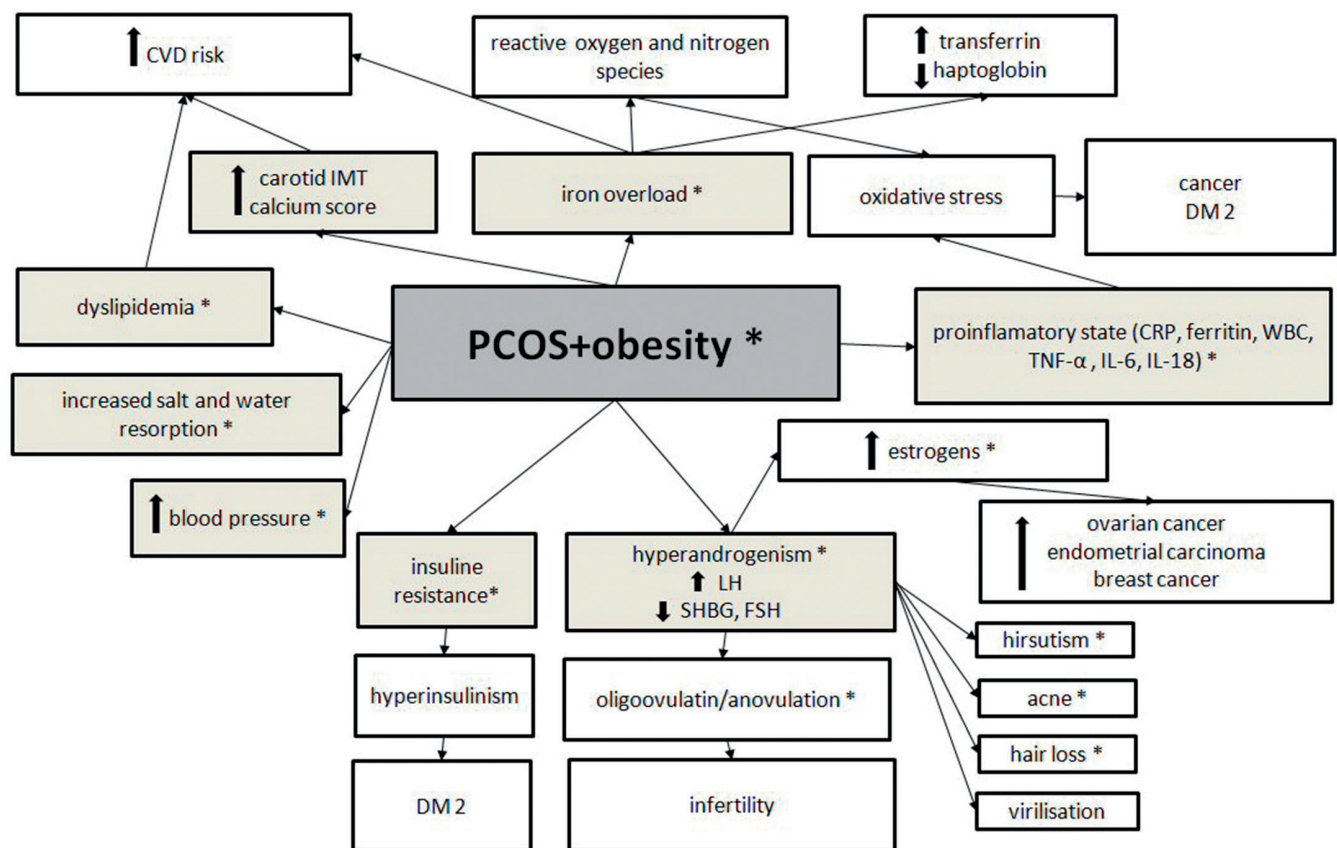 CVD risk
reactive oxygen and nitrogen
species
transferrin
haptoglobin
carotid IMT
calcium score
iron overload *
oxidative stress
cancer
DM 2
dyslipidemia *
PCOS+obesity *
proinflamatory state (CRP, ferritin, WBC,
TNF-α , IL-6, IL-18) *
increased salt and water
resorption *
estrogens *
blood pressure *
ovarian cancer
endometrial carcinoma
breast cancer
insuline
resistance*
hyperandrogenism *
LH
SHBG, FSH
hirsutism *
hyperinsulinism
oligoovulatin/anovulation *
acne *
hair loss *
DM 2
infertility
virilisation